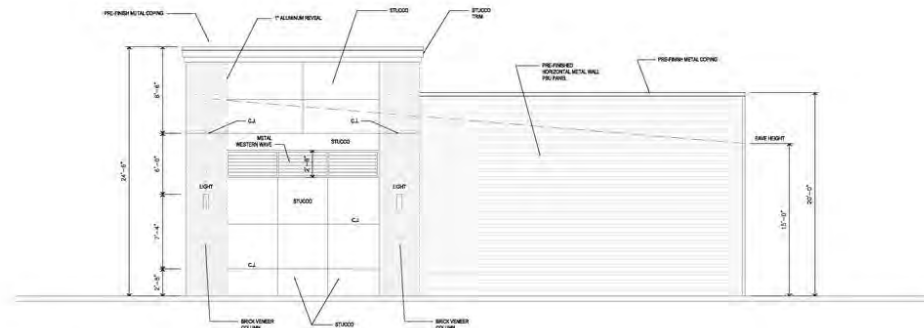 PRE-FINISH METAL COPING
1" ALUMINUM REVEAL
STUCCO
STUCCO
TRIM
PRE-FINISHED
HORIZONTAL METAL WALL
PBU PANEL
PRE-FINISH METAL COPING
C.J.
C.J.
METAL
WESTERN WAVE
STUCCO
EAVE HEIGHT
24'-6"
6'-0"
LIGHT
STUCCO
LIGHT
C.J.
7'-4"
C.J.
15'-0"
20'-0"
BRICK VENEER
COLUMN
STUCCO
BRICK VENEER
COLUMN